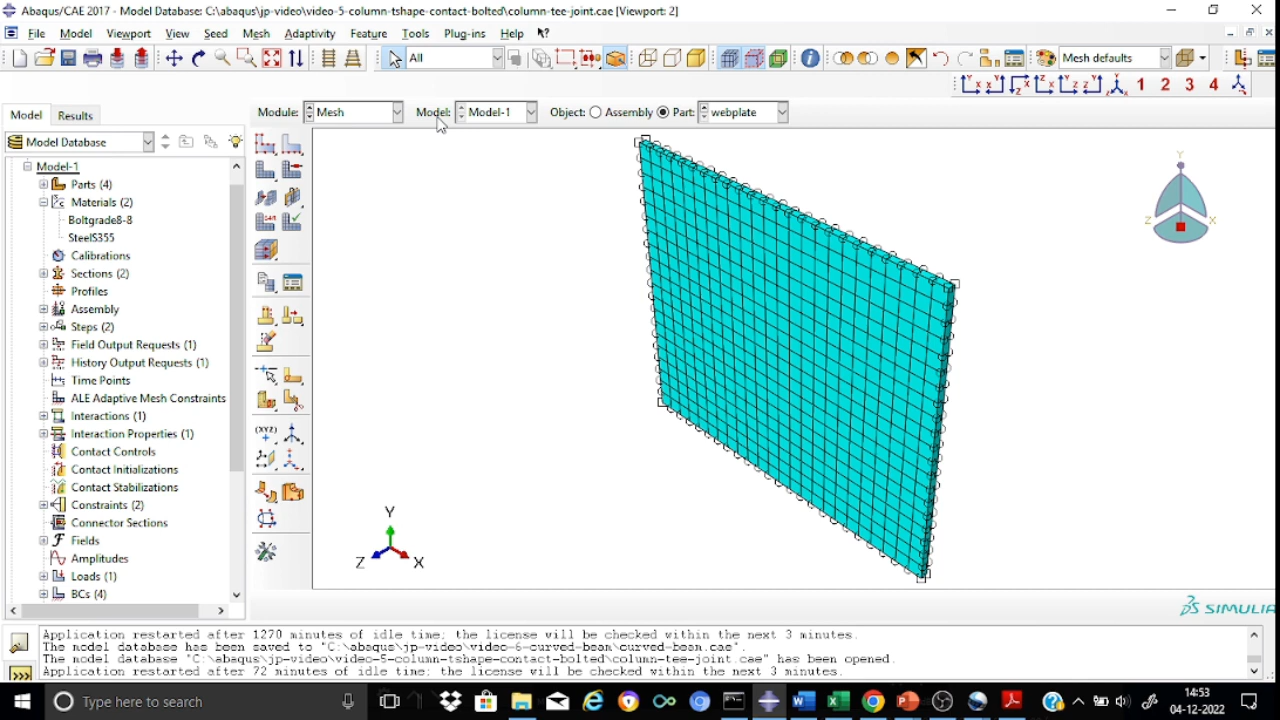 Abaqus/CAE 2017 - Model Database: C:\abaqus\jp-video\video-5-column-tshape-contact-bolted\column-tee-joint.cae [Viewport: 2]
File Model Viewport View Seed Mesh Adaptivity Feature Tools Plug-ins Help
All Mesh defaults
1 2 3 4
Model Results Module: Mesh Model: Model-1 Object: Assembly Part: webplate
Model Database
Model-1
Parts (4)
Materials (2)
Boltgrade8-8
SteelS355
Calibrations
Sections (2)
Profiles
Assembly
Steps (2)
Field Output Requests (1)
History Output Requests (1)
Time Points
ALE Adaptive Mesh Constraints
Interactions (1)
Interaction Properties (1)
Contact Controls
Contact Initializations
Contact Stabilizations
Constraints (2)
Connector Sections
Fields
Amplitudes
Loads (1)
BCs (4)
(XYZ)
Y
Z X
Y
Z X
SIMULIA
Application restarted after 1270 minutes of idle time; the license will be checked within the next 3 minutes.
The model database has been saved to "C:\abaqus\jp-video\video-6-curved-beam\curved-beam.cae".
The model database "C:\abaqus\jp-video\video-5-column-tshape-contact-bolted\column-tee-joint.cae" has been opened.
Application restarted after 72 minutes of idle time; the license will be checked within the next 3 minutes.
Type here to search
14:53
04-12-2022